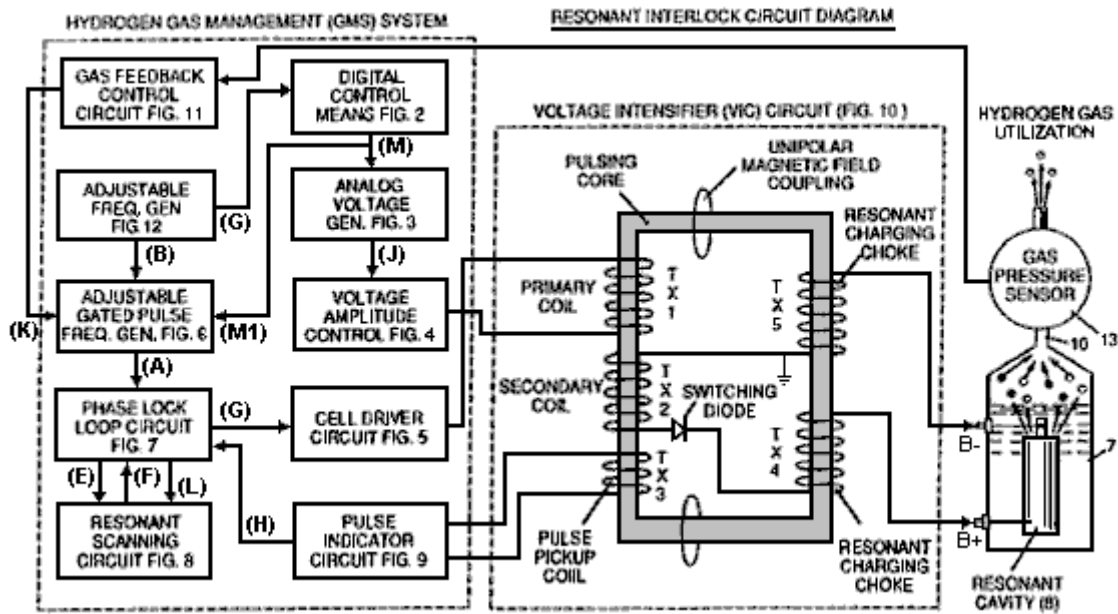 HYDROGEN GAS MANAGEMENT (GMS) SYSTEM
RESONANT INTERLOCK CIRCUIT DIAGRAM
GAS FEEDBACK
CONTROL
CIRCUIT FIG. 11
DIGITAL
CONTROL
MEANS FIG. 2
(M)
ADJUSTABLE
FREQ. GEN
FIG.12
(G)
ANALOG
VOLTAGE
GEN. FIG. 3
(B)
(J)
(K)
ADJUSTABLE
GATED PULSE
FREQ. GEN. FIG. 6
(M1)
VOLTAGE
AMPLITUDE
CONTROL FIG. 4
(A)
PHASE LOCK
LOOP CIRCUIT
FIG. 7
(G)
CELL DRIVER
CIRCUIT FIG. 5
(E)
(F)
(L)
(H)
RESONANT
SCANNING
CIRCUIT FIG. 8
PULSE
INDICATOR
CIRCUIT FIG. 9
VOLTAGE INTENSIFIER (VIC) CIRCUIT (FIG. 10 )
PULSING
CORE
UNIPOLAR
MAGNETIC FIELD
COUPLING
RESONANT
CHARGING
CHOKE
PRIMARY
COIL
T
X
1
T
X
5
SECONDARY
COIL
T
X
2
SWITCHING
DIODE
T
X
4
T
X
3
PULSE
PICKUP
COIL
RESONANT
CHARGING
CHOKE
HYDROGEN GAS
UTILIZATION
GAS
PRESSURE
SENSOR
10
13
B-
7
B+
RESONANT
CAVITY (8)